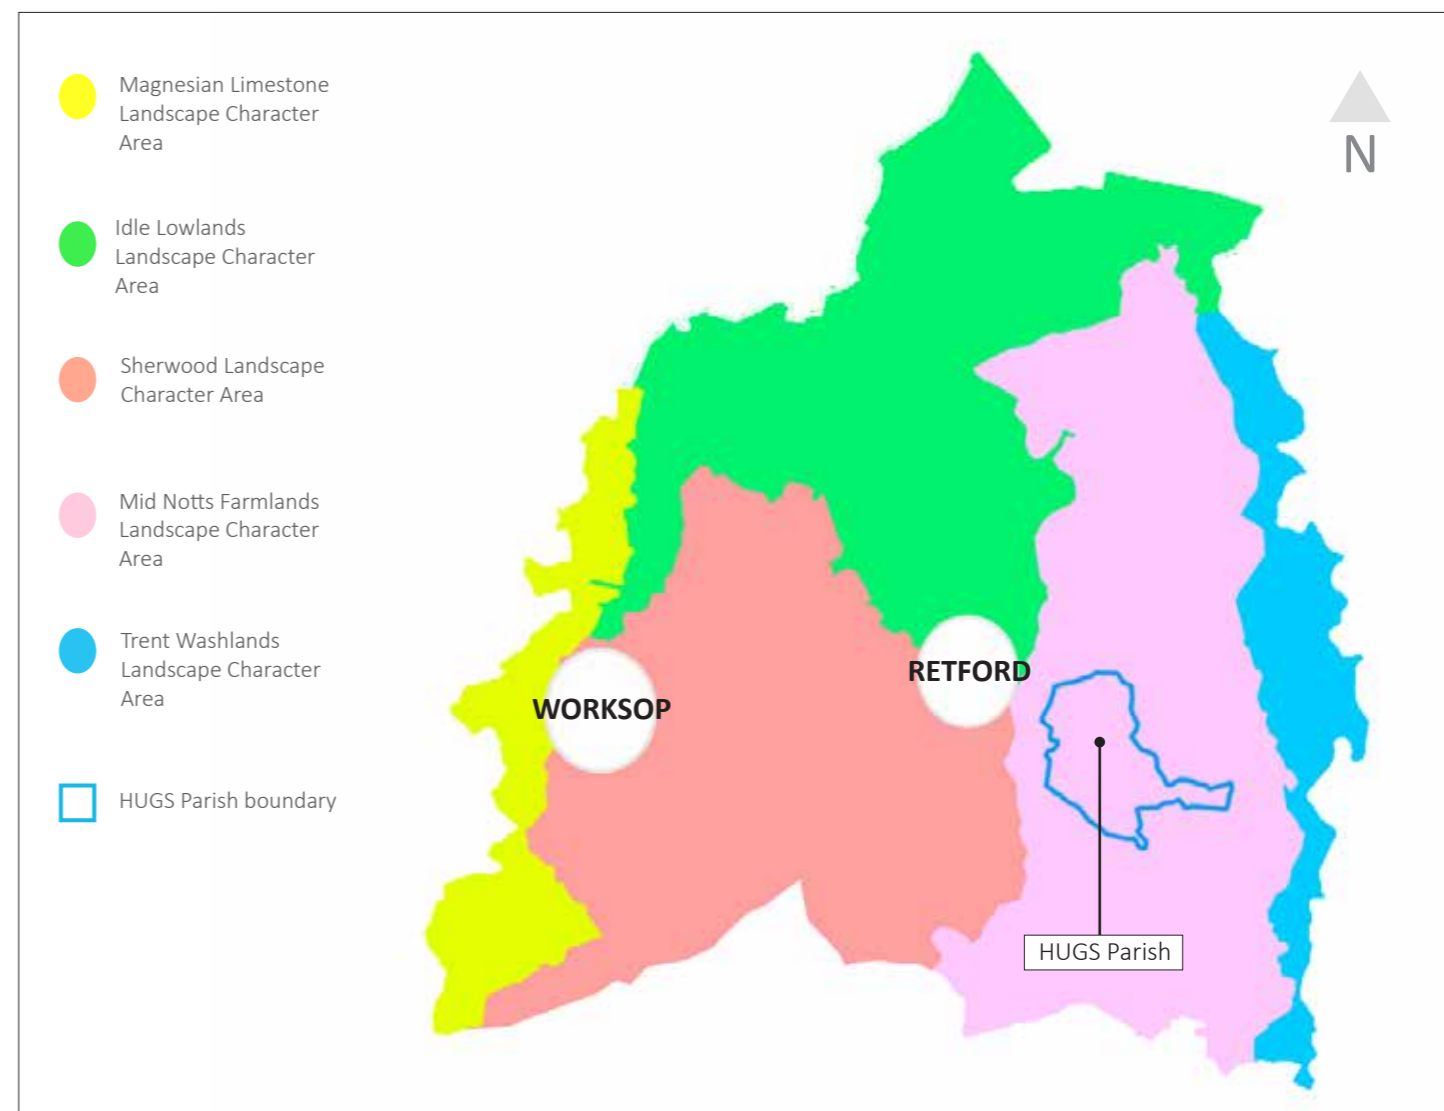 Magnesian Limestone
Landscape Character
Area
Idle Lowlands
Landscape Character
Area
Sherwood Landscape
Character Area
Mid Notts Farmlands
Landscape Character
Area
Trent Washlands
Landscape Character
Area
HUGS Parish boundary
N
RETFORD
WORKSOP
HUGS Parish